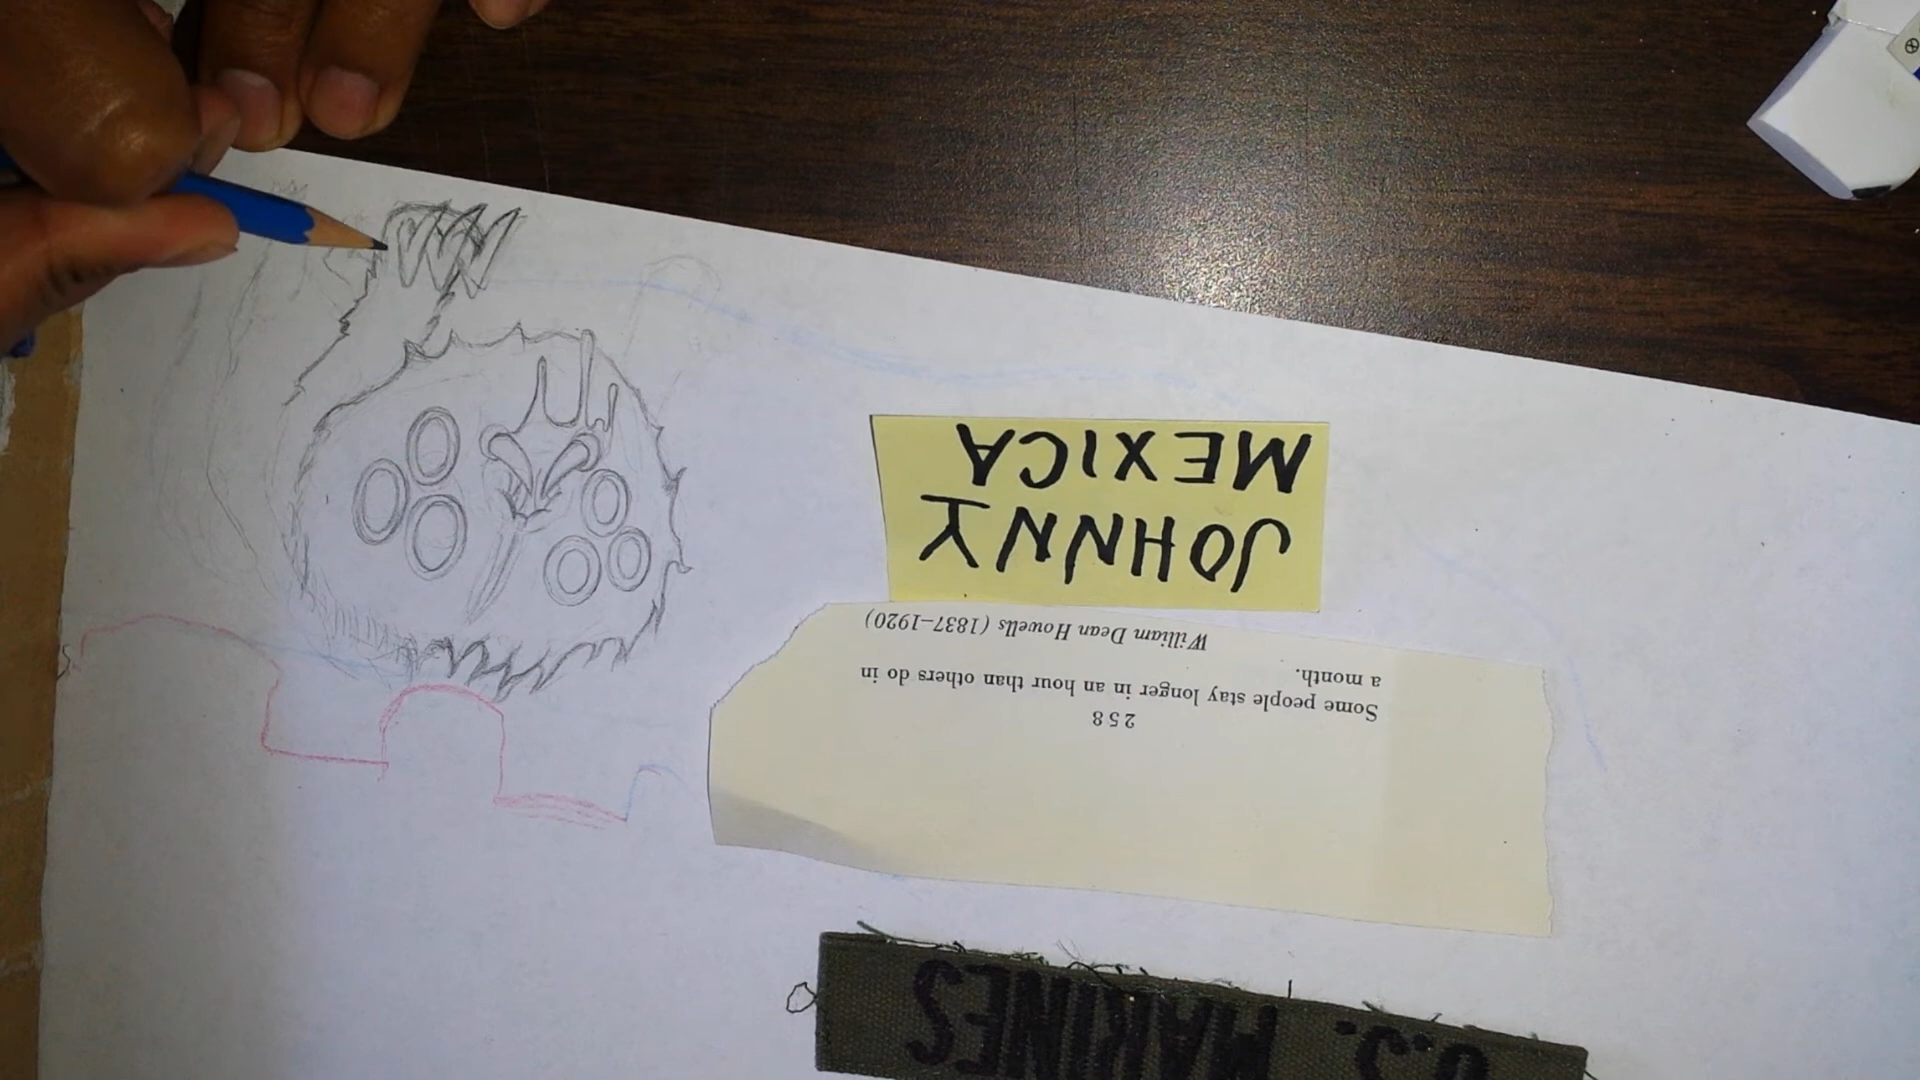 U.S. MARINES
258
Some people stay longer in an hour than others do in
a month.
William Dean Howells (1837–1920)
JOHNNY
MEXICA